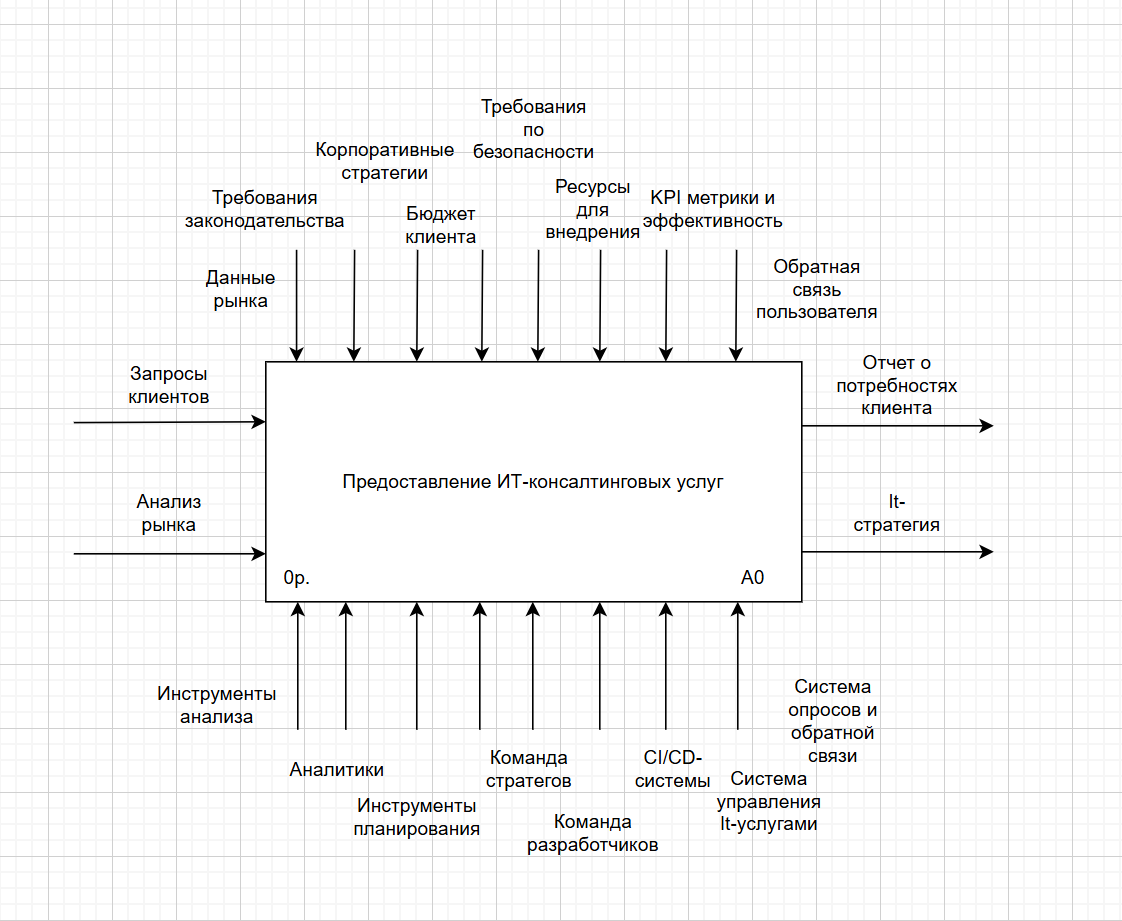 Требования
по
безопасности
Корпоративные
стратегии
Требования
законодательства
Бюджет
клиента
Ресурсы
для
внедрения
KPI метрики и
эффективность
Данные
рынка
Обратная
связь
пользователя
Запросы
клиентов
Отчет о
потребностях
клиента
Предоставление ИТ-консалтинговых услуг
Анализ
рынка
It-
стратегия
0р.
A0
Инструменты
анализа
Система
опросов и
обратной
связи
Аналитики
Команда
стратегов
CI/CD-
системы
Инструменты
планирования
Система
управления
It-услугами
Команда
разработчиков